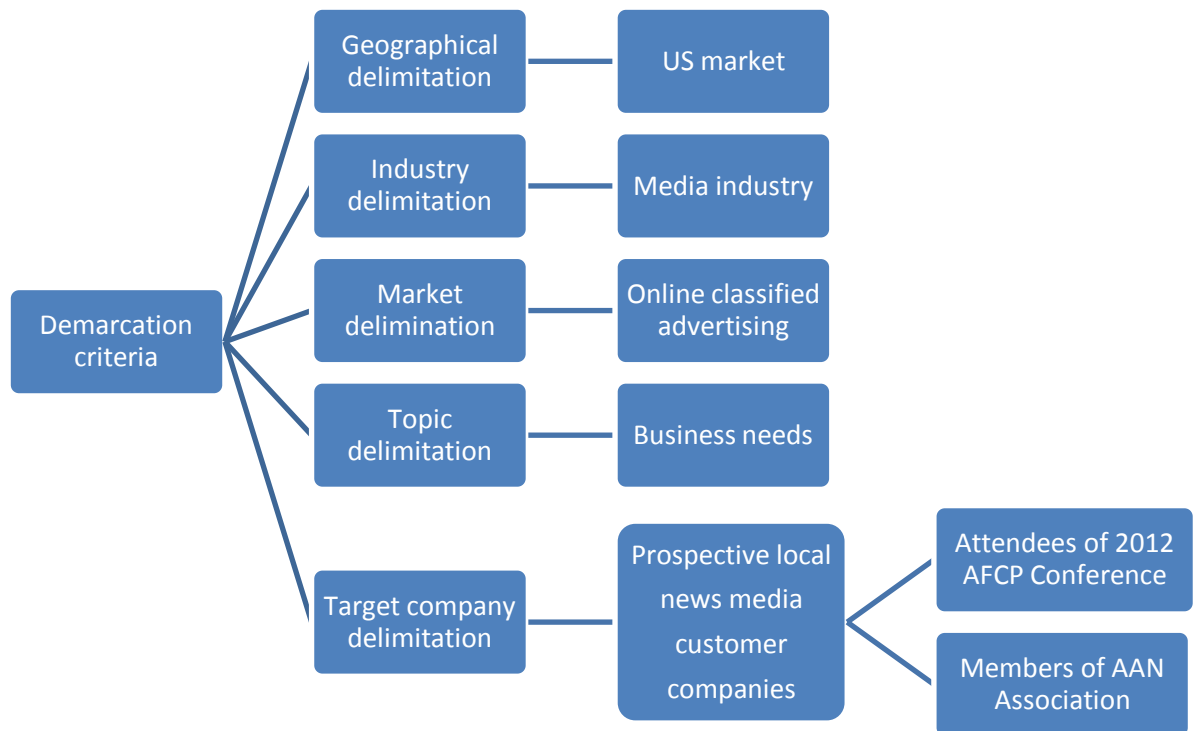 Geographical
delimitation
US market
Industry
delimitation
Media industry
Market
delimination
Online classified
advertising
Demarcation
criteria
Topic
delimitation
Business needs
Target company
delimitation
Prospective local
news media
customer
companies
Attendees of 2012
AFCP Conference
Members of AAN
Association